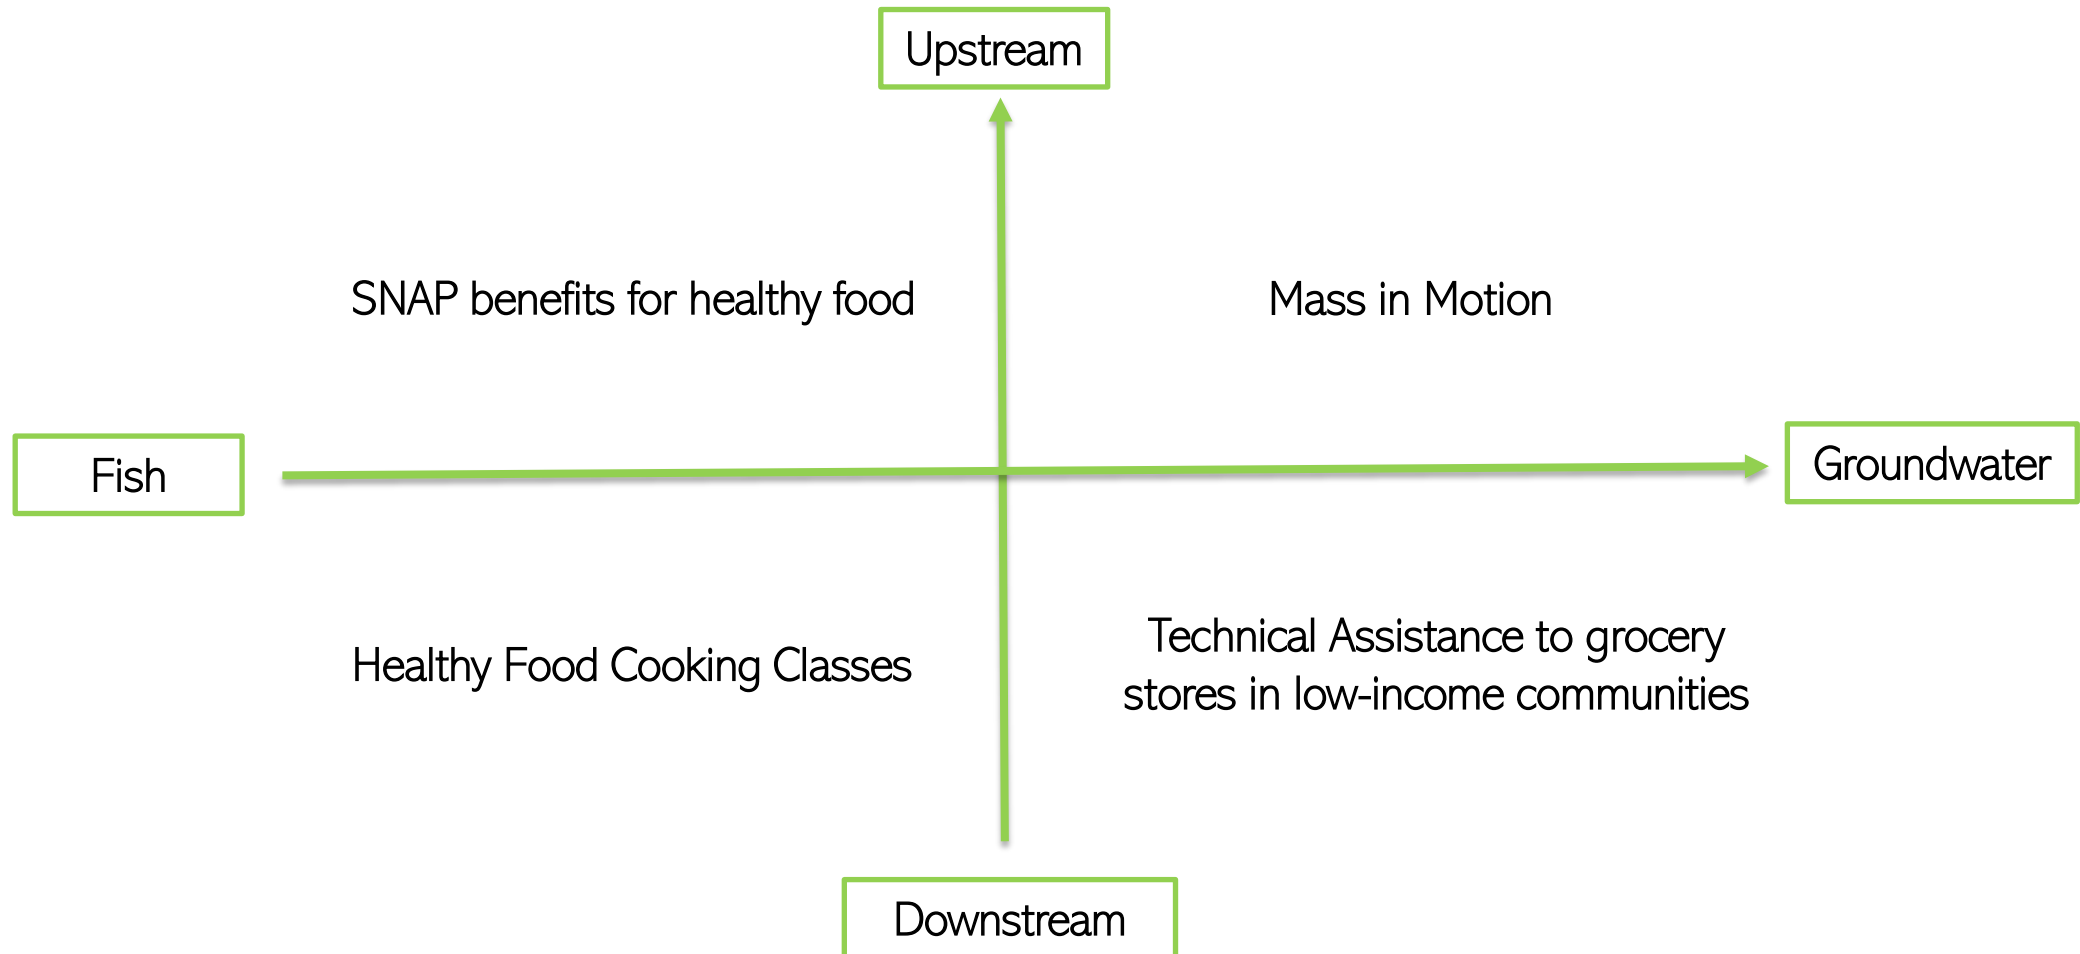 Upstream
SNAP benefits for healthy food
Mass in Motion
Fish
Groundwater
Healthy Food Cooking Classes
Technical Assistance to grocery
stores in low-income communities
Downstream